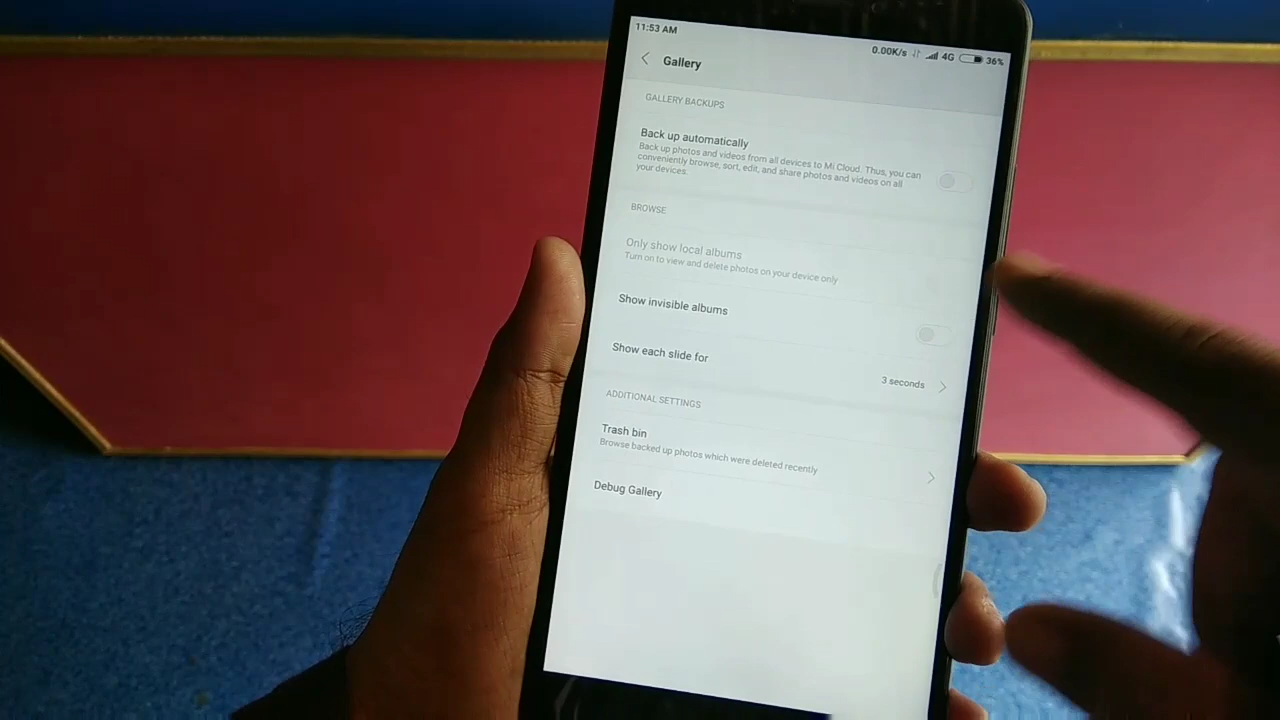 11:53 AM
0.00K/s 4G 36%
Gallery
GALLERY BACKUPS
Back up automatically
Back up photos and videos from all devices to Mi Cloud. Thus, you can
conveniently browse, sort, edit, and share photos and videos on all
your devices.
BROWSE
Only show local albums
Turn on to view and delete photos on your device only
Show invisible albums
Show each slide for
3 seconds
ADDITIONAL SETTINGS
Trash bin
Browse backed up photos which were deleted recently
Debug Gallery